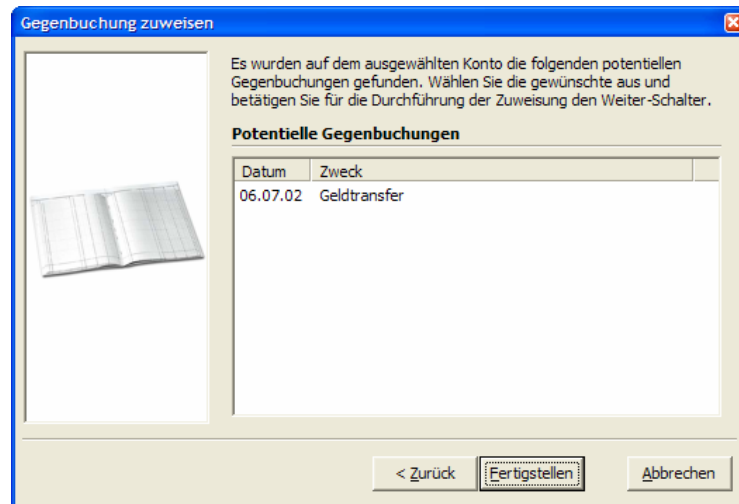 Gegenbuchung zuweisen
Es wurden auf dem ausgewählten Konto die folgenden potentiellen
Gegenbuchungen gefunden. Wählen Sie die gewünschte aus und
betätigen Sie für die Durchführung der Zuweisung den Weiter-Schalter.
Potentielle Gegenbuchungen
Datum Zweck
06.07.02 Geldtransfer
< Zurück Fertigstellen Abbrechen